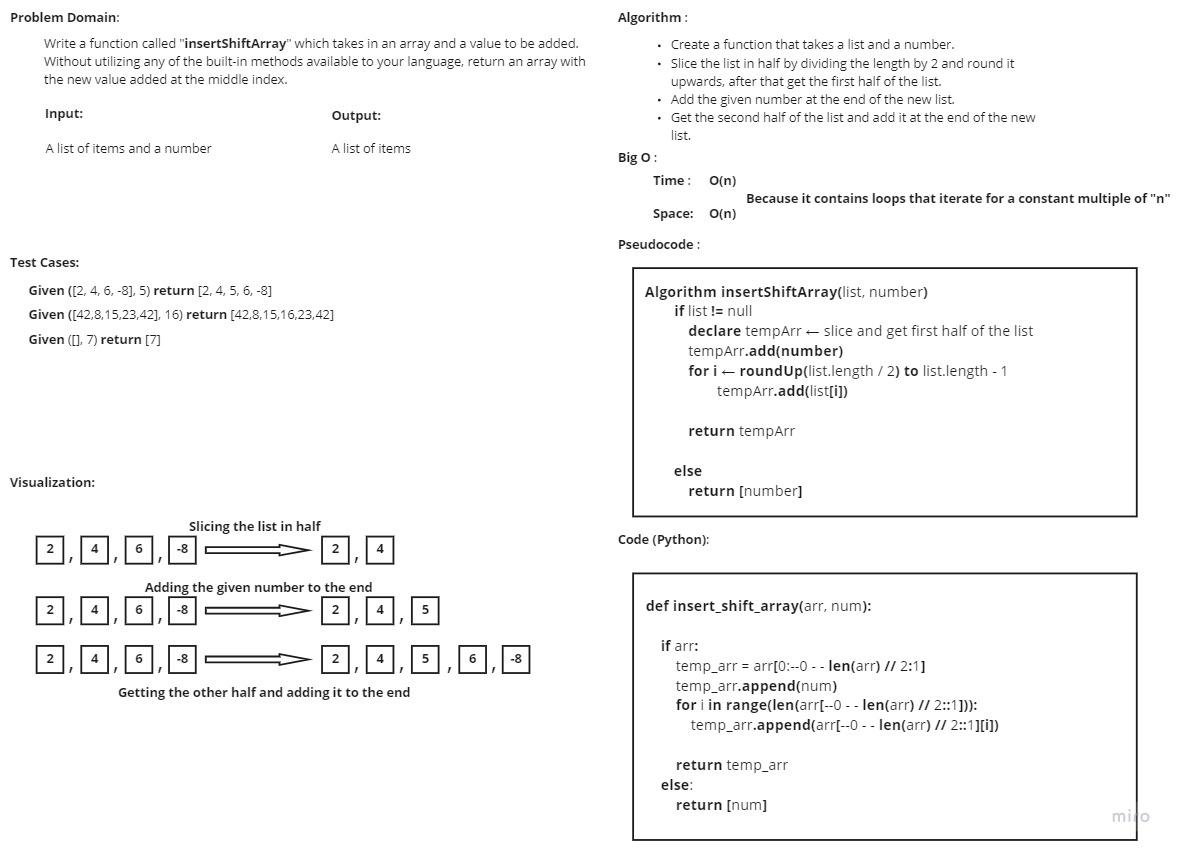 Problem Domain:
Write a function called "insertShiftArray" which takes in an array and a value to be added.
Without utilizing any of the built-in methods available to your language, return an array with
the new value added at the middle index.
Input:
Output:
A list of items and a number
A list of items
Test Cases:
Given ([2, 4, 6, -8], 5) return [2, 4, 5, 6, -8]
Given ([42,8,15,23,42], 16) return [42,8,15,16,23,42]
Given ([], 7) return [7]
Visualization:
Slicing the list in half
2 , 4 , 6 , -8 2 , 4
Adding the given number to the end
2 , 4 , 6 , -8 2 , 4 , 5
2 , 4 , 6 , -8 2 , 4 , 5 , 6 , -8
Getting the other half and adding it to the end
Algorithm :
• Create a function that takes a list and a number.
• Slice the list in half by dividing the length by 2 and round it
upwards, after that get the first half of the list.
• Add the given number at the end of the new list.
• Get the second half of the list and add it at the end of the new
list.
Big O :
Time : O(n)
Because it contains loops that iterate for a constant multiple of "n"
Space: O(n)
Pseudocode :
Algorithm insertShiftArray(list, number)
if list != null
declare tempArr ← slice and get first half of the list
tempArr.add(number)
for i ← roundUp(list.length / 2) to list.length - 1
tempArr.add(list[i])
return tempArr
else
return [number]
Code (Python):
def insert_shift_array(arr, num):
if arr:
temp_arr = arr[0:--0 - - len(arr) // 2:1]
temp_arr.append(num)
for i in range(len(arr[--0 - - len(arr) // 2::1])):
temp_arr.append(arr[--0 - - len(arr) // 2::1][i])
return temp_arr
else:
return [num]
miro